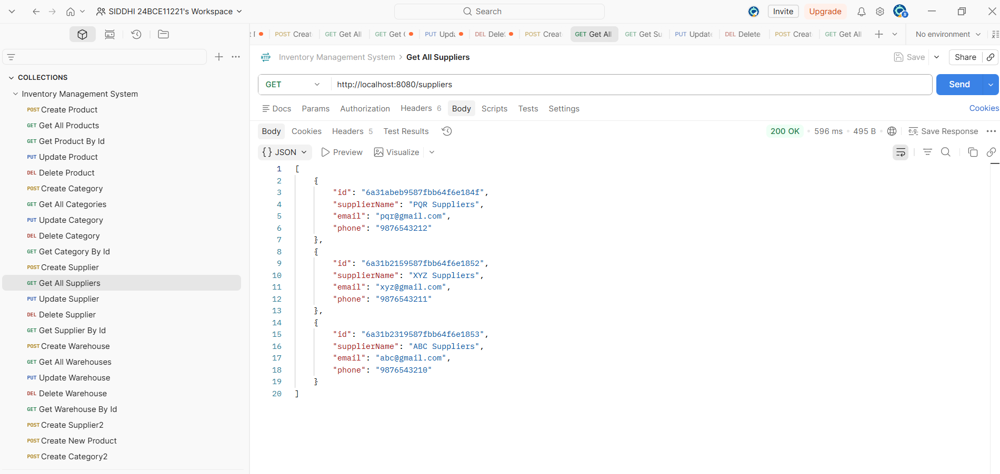 SIDDHI 24BCE11221's Workspace
Search
Invite
Upgrade
POST Creat
GET Get All
GET Get
PUT Upd
DEL Dele
POST Creat
GET Get All
GET Get Su
PUT Update
DEL Delete
POST Creat
GET Get All
No environment
HTTP Inventory Management System > Get All Suppliers
Save
Share
COLLECTIONS
Inventory Management System
POST Create Product
GET Get All Products
GET Get Product By Id
PUT Update Product
DEL Delete Product
POST Create Category
GET Get All Categories
PUT Update Category
DEL Delete Category
GET Get Category By Id
POST Create Supplier
GET Get All Suppliers
PUT Update Supplier
DEL Delete Supplier
GET Get Supplier By Id
POST Create Warehouse
GET Get All Warehouses
PUT Update Warehouse
DEL Delete Warehouse
GET Get Warehouse By Id
POST Create Supplier2
POST Create New Product
POST Create Category2
GET http://localhost:8080/suppliers
Send
Docs Params Authorization Headers 6 Body Scripts Tests Settings
Cookies
Body Cookies Headers 5 Test Results
200 OK • 596 ms • 495 B •
e.g. Save Response
{} JSON Preview Visualize
1 [
2 {
3 "id": "6a31abeb9587fbb64f6e184f",
4 "supplierName": "PQR Suppliers",
5 "email": "pqr@gmail.com",
6 "phone": "9876543212"
7 },
8 {
9 "id": "6a31b2159587fbb64f6e1852",
10 "supplierName": "XYZ Suppliers",
11 "email": "xyz@gmail.com",
12 "phone": "9876543211"
13 },
14 {
15 "id": "6a31b2319587fbb64f6e1853",
16 "supplierName": "ABC Suppliers",
17 "email": "abc@gmail.com",
18 "phone": "9876543210"
19 }
20 ]